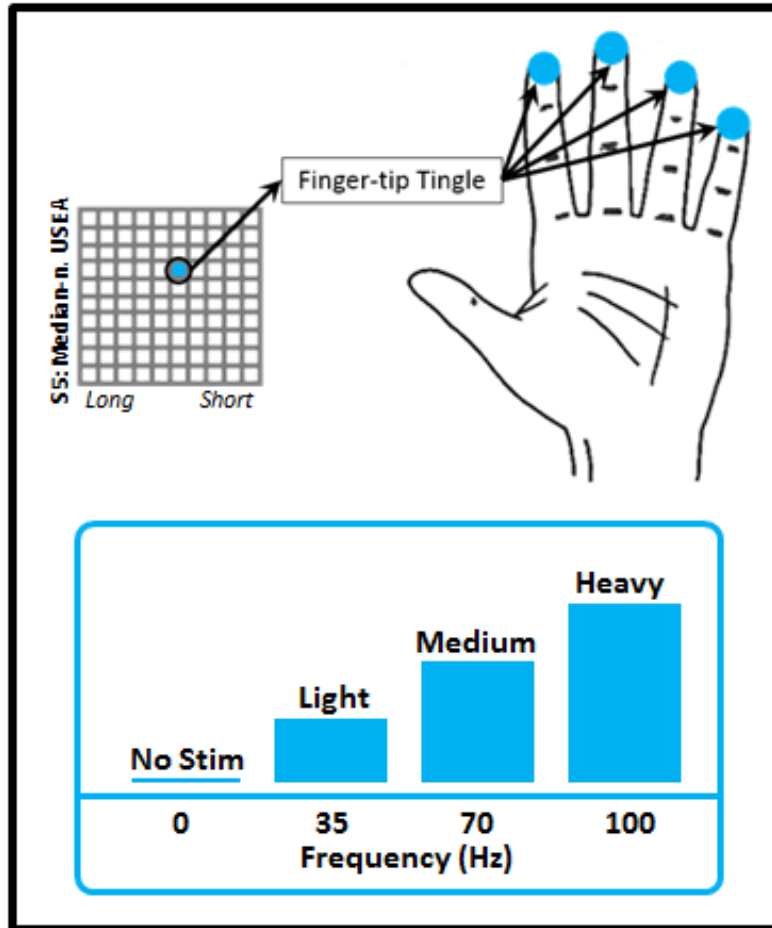 Finger-tip Tingle
S5: Median-n. USEA
Long Short
Heavy
Medium
Light
No Stim
0 35 70 100
Frequency (Hz)